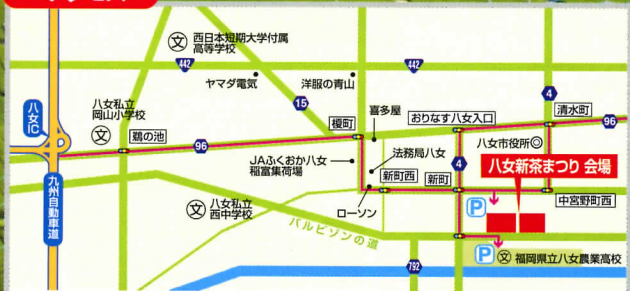 西日本短期大学付属
高等学校
文
442
442
ヤマダ電気
洋服の青山
4
八女IC
八女私立
岡山小学校
文
15
榎町
喜多屋
おりなす八女入口
清水町
96
鵜の池
96
八女市役所
JAふくおか八女
稲富集荷場
法務局八女
4
八女新茶まつり 会場
新町西
新町
九州自動車道
文
八女私立
西中学校
ローソン
P
中宮野町西
バルビゾンの道
792
P
文
福岡県立八女農業高校